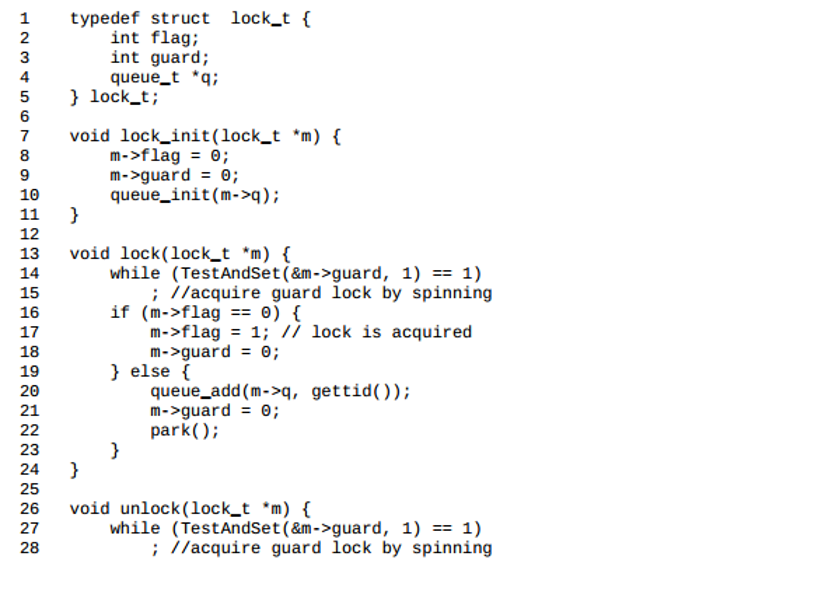 1 typedef struct  lock_t {
2     int flag;
3     int guard;
4     queue_t *q;
5 } lock_t;
6
7 void lock_init(lock_t *m) {
8     m->flag = 0;
9     m->guard = 0;
10     queue_init(m->q);
11 }
12
13 void lock(lock_t *m) {
14     while (TestAndSet(&m->guard, 1) == 1)
15         ; //acquire guard lock by spinning
16     if (m->flag == 0) {
17         m->flag = 1; // lock is acquired
18         m->guard = 0;
19     } else {
20         queue_add(m->q, gettid());
21         m->guard = 0;
22         park();
23     }
24 }
25
26 void unlock(lock_t *m) {
27     while (TestAndSet(&m->guard, 1) == 1)
28         ; //acquire guard lock by spinning